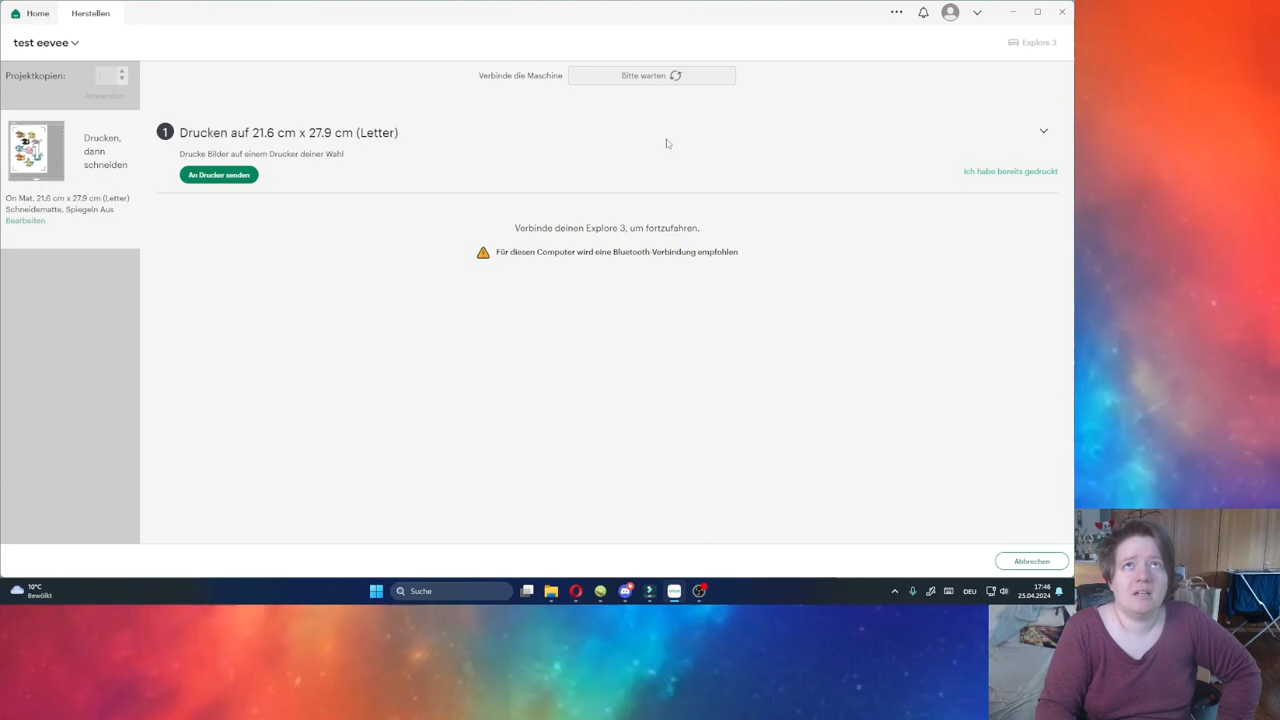 Home
Herstellen
test eevee
Explore 3
Projektkopien:
Anwenden
Verbinde die Maschine
Bitte warten
Drucken,
dann
schneiden
On Mat, 21.6 cm x 27.9 cm (Letter)
Schneidematte, Spiegeln Aus
Bearbeiten
1 Drucken auf 21.6 cm x 27.9 cm (Letter)
Drucke Bilder auf einem Drucker deiner Wahl
An Drucker senden
ich habe bereits gedruckt
Verbinde deinen Explore 3, um fortzufahren.
Für diesen Computer wird eine Bluetooth-Verbindung empfohlen
Abbrechen
10°C
Bewölkt
Suche
DEU
17:46
25.04.2024